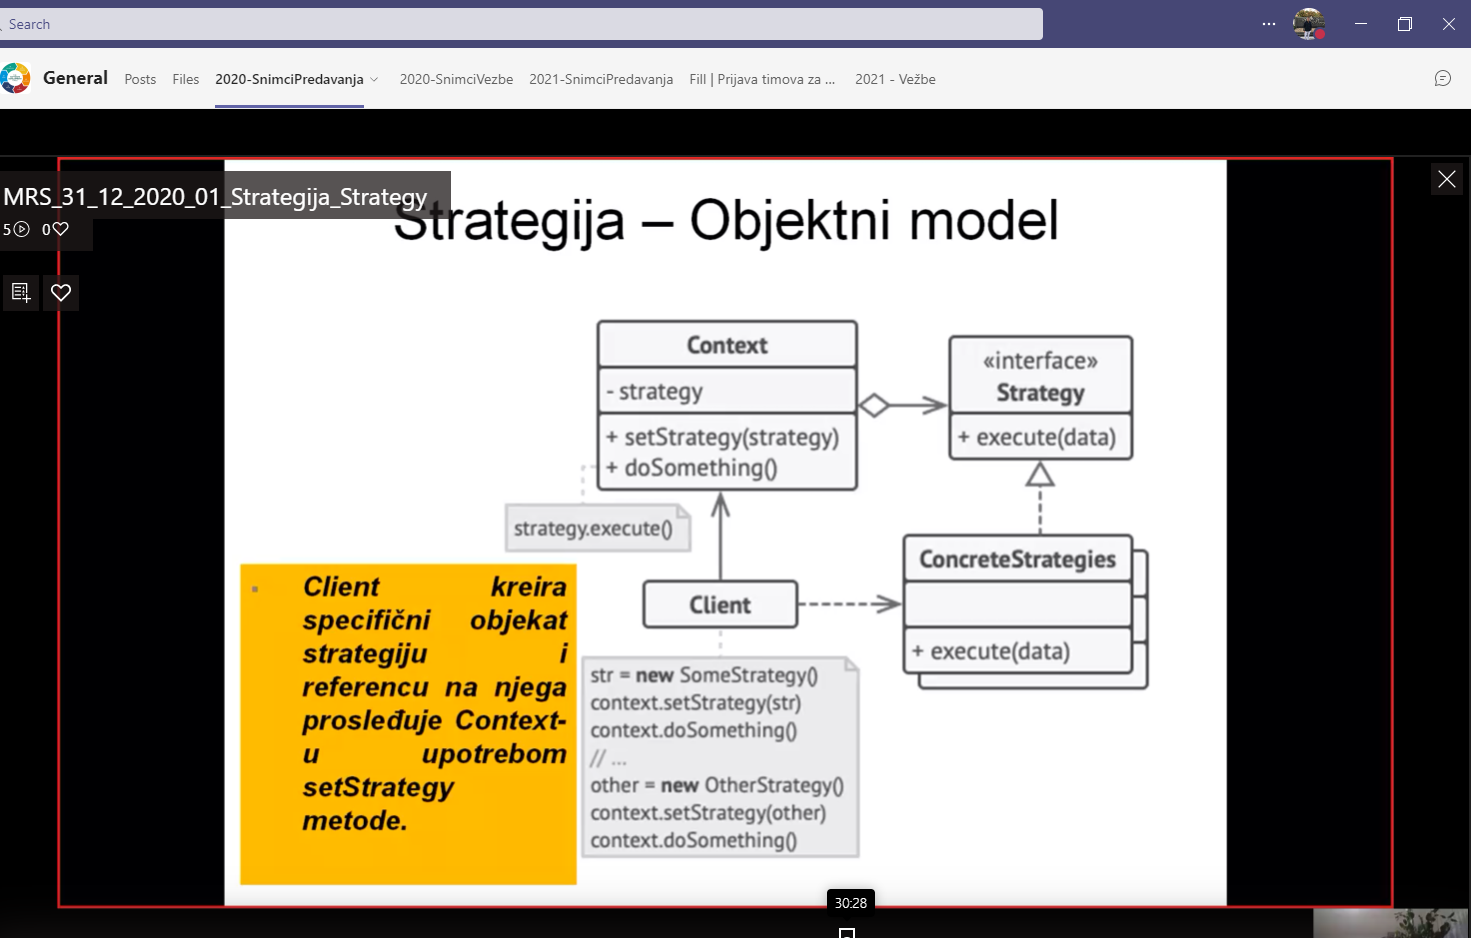 Search
General Posts Files 2020-SnimciPredavanja 2020-SnimciVezbe 2021-SnimciPredavanja Fill | Prijava timova za ... 2021 - Vežbe
MRS_31_12_2020_01_Strategija_Strategy
5 0
Strategija – Objektni model
Context
- strategy
+ setStrategy(strategy)
+ doSomething()
«interface»
Strategy
+ execute(data)
strategy.execute()
ConcreteStrategies
+ execute(data)
Client
Client kreira
specifični objekat
strategiju i
referencu na njega
prosleđuje Context-
u upotrebom
setStrategy
metode.
str = new SomeStrategy()
context.setStrategy(str)
context.doSomething()
// ...
other = new OtherStrategy()
context.setStrategy(other)
context.doSomething()
30:28